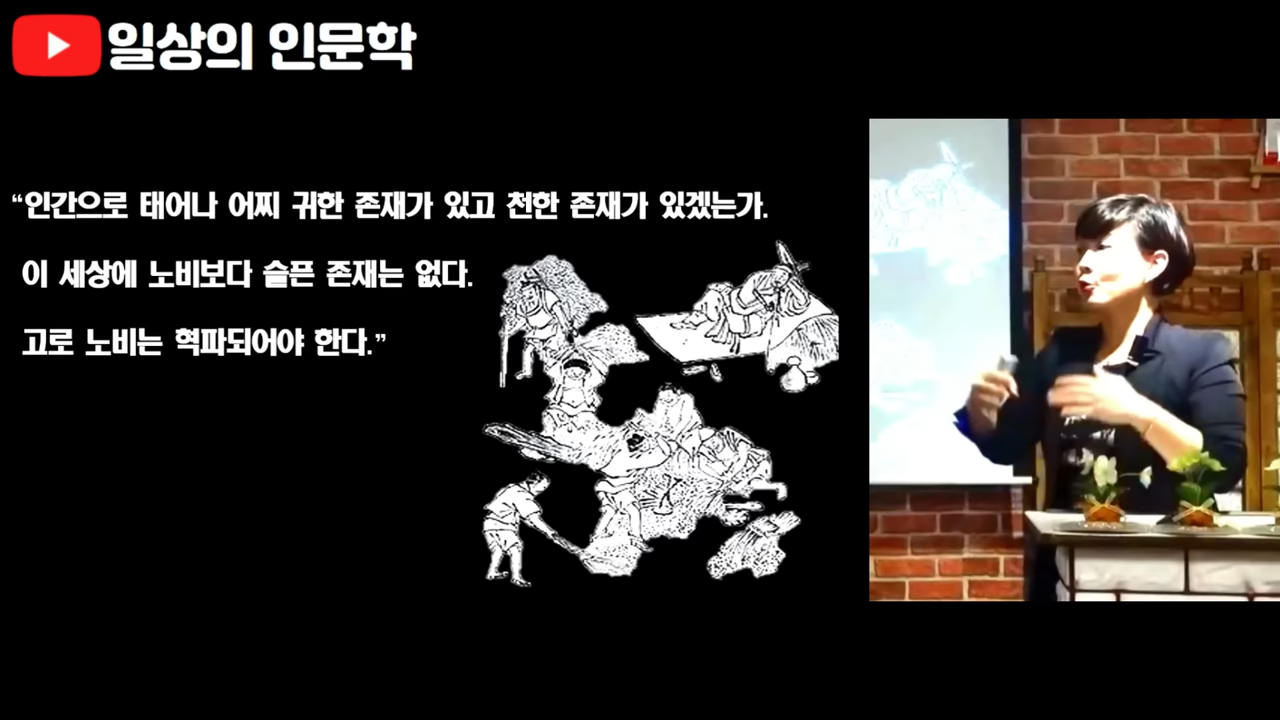 일상의 인문학
“인간으로 태어나 어찌 귀한 존재가 있고 천한 존재가 있겠는가.
이 세상에 노비보다 슬픈 존재는 없다.
고로 노비는 혁파되어야 한다.”